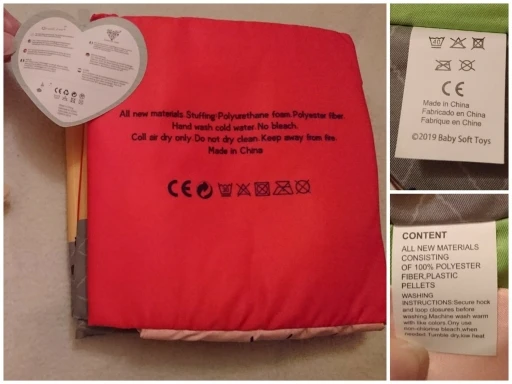 All new materials.Stuffing:Polyurethane foam.Polyester fiber.
Hand wash cold water.No bleach.
Coll air dry only.Do not dry clean.Keep away from fire.
Made in China
CE
40
CE
Made in China
Fabricado en China
Fabrique en Chine
©2019 Baby Soft Toys
CONTENT
ALL NEW MATERIALS
CONSISTING
OF 100% POLYESTER
FIBER,PLASTIC
PELLETS
WASHING
INSTRUCTIONS:Secure hook
and loop closures before
washing.Machine wash warm
with like colors.Ony use
non-chlorine bleach,when
needed.Tumble dry,low heat